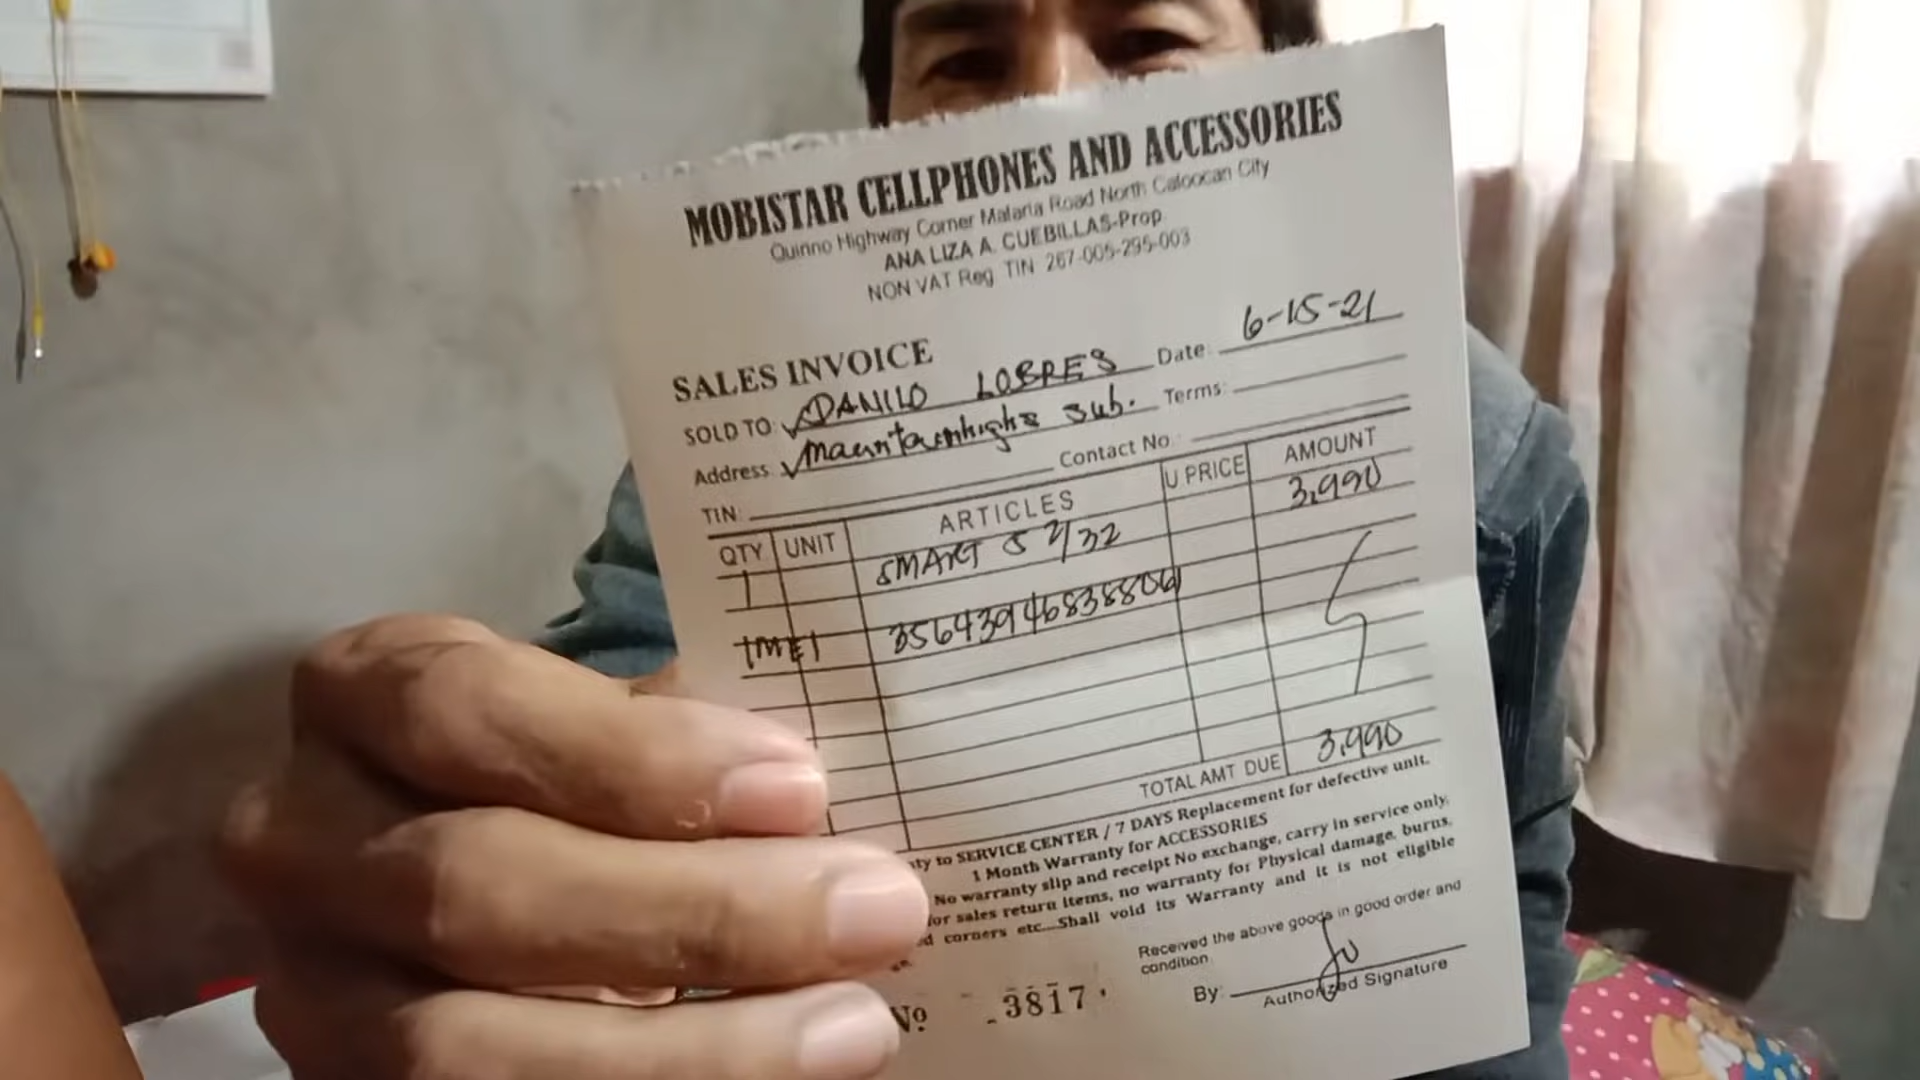 MOBISTAR CELLPHONES AND ACCESSORIES
Quirino Highway Corner Malaria Road North Caloocan City
ANA LIZA A. CUEBILLAS-Prop.
NON VAT Reg TIN 267-005-295-003
SALES INVOICE
SOLD TO: DANILO LOBRES Date: 6-15-21
Address: Sub. Terms:
TIN: Contact No.:
QTY UNIT ARTICLES U PRICE AMOUNT
1 SMART 5 2/32 3,990
IMEI 356439468388061
TOTAL AMT DUE 3,990
to SERVICE CENTER / 7 DAYS Replacement for defective unit.
1 Month Warranty for ACCESSORIES
No warranty slip and receipt No exchange, carry in service only,
for sales return items, no warranty for Physical damage, burns,
corners etc...Shall void its Warranty and it is not eligible
Received the above goods in good order and
condition
By:
Authorized Signature
Nº 3817